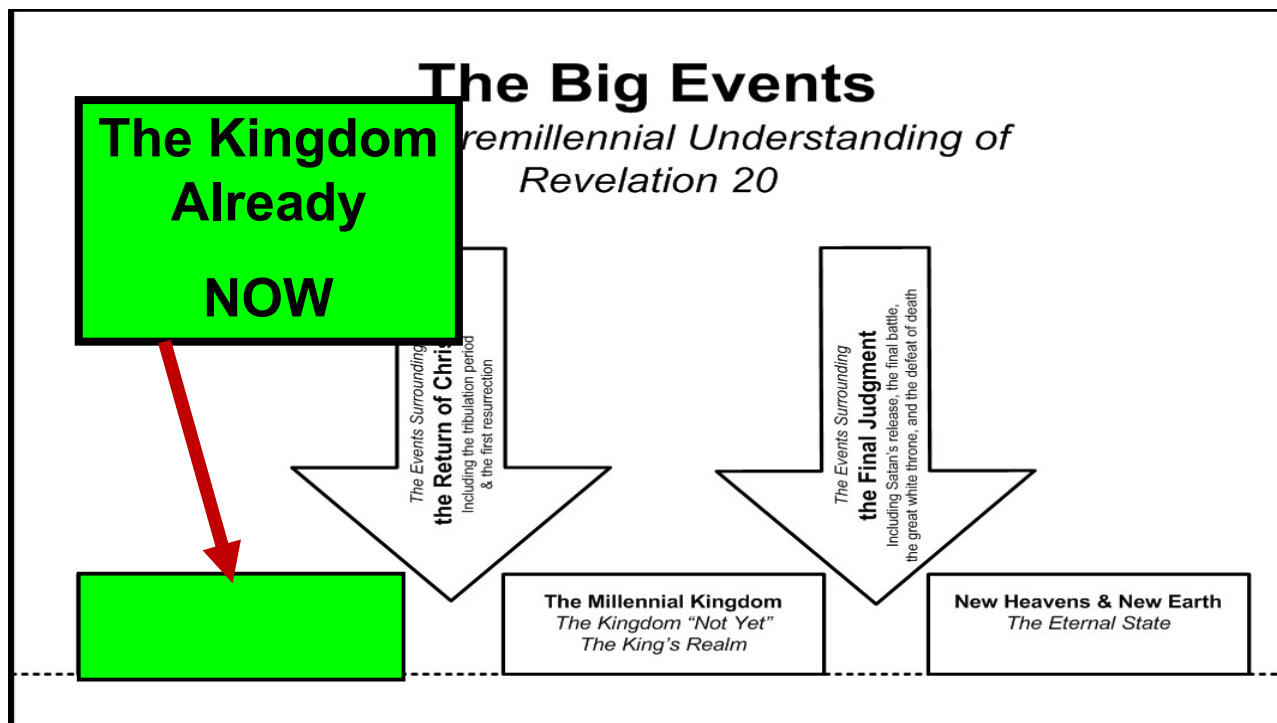 The Big Events
remillennial Understanding of
Revelation 20
The Kingdom
Already
NOW
The Events Surrounding
the Return of Chris
Including the tribulation period
& the first resurrection
The Events Surrounding
the Final Judgment
Including Satan's release, the final battle,
the great white throne, and the defeat of death
The Millennial Kingdom
The Kingdom “Not Yet”
The King’s Realm
New Heavens & New Earth
The Eternal State